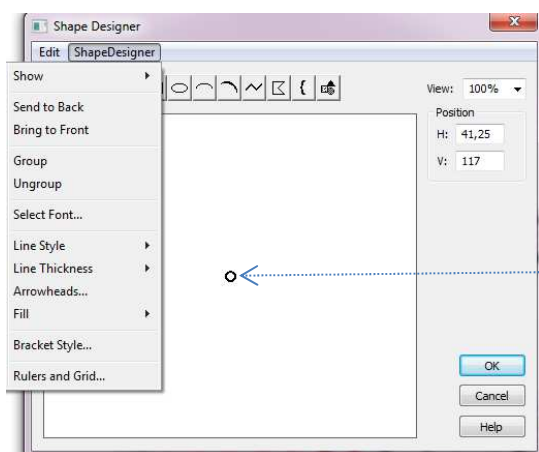 Shape Designer
Edit ShapeDesigner
Show
Send to Back
Bring to Front
Group
Ungroup
Select Font...
Line Style
Line Thickness
Arrowheads...
Fill
Bracket Style...
Rulers and Grid...
View: 100%
Position
H: 41,25
V: 117
OK
Cancel
Help